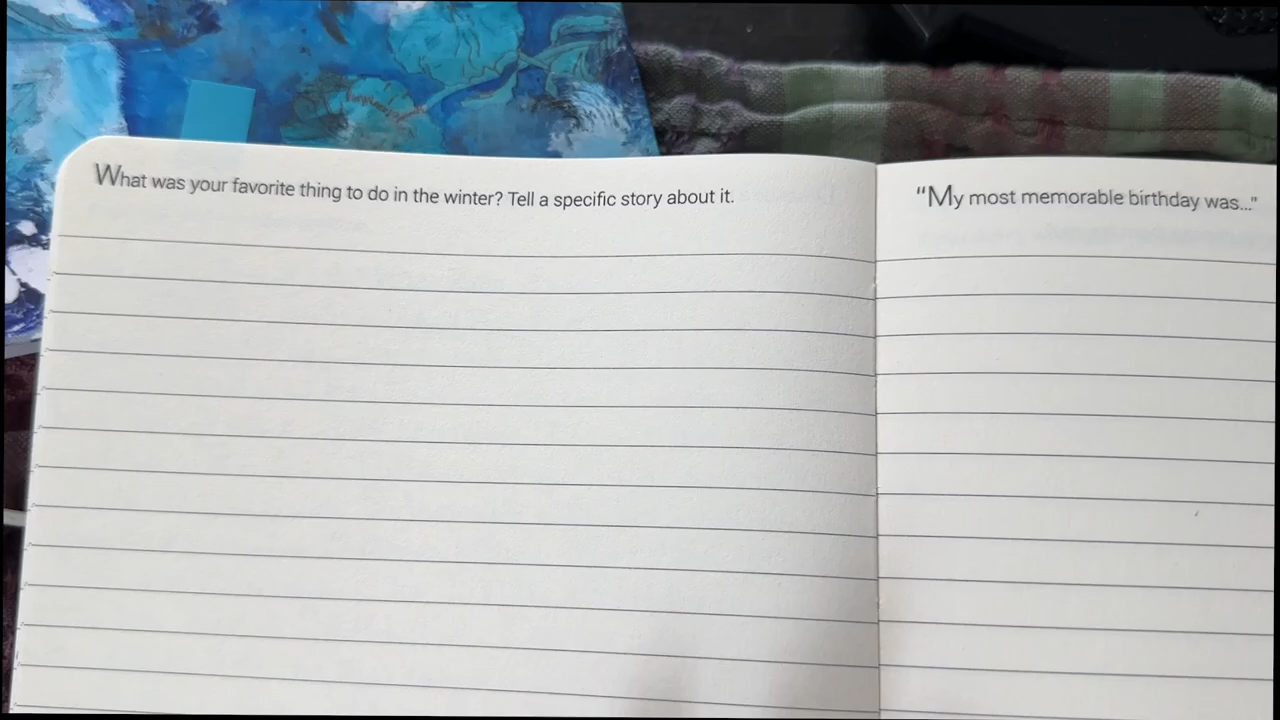 What was your favorite thing to do in the winter? Tell a specific story about it.
"My most memorable birthday was..."